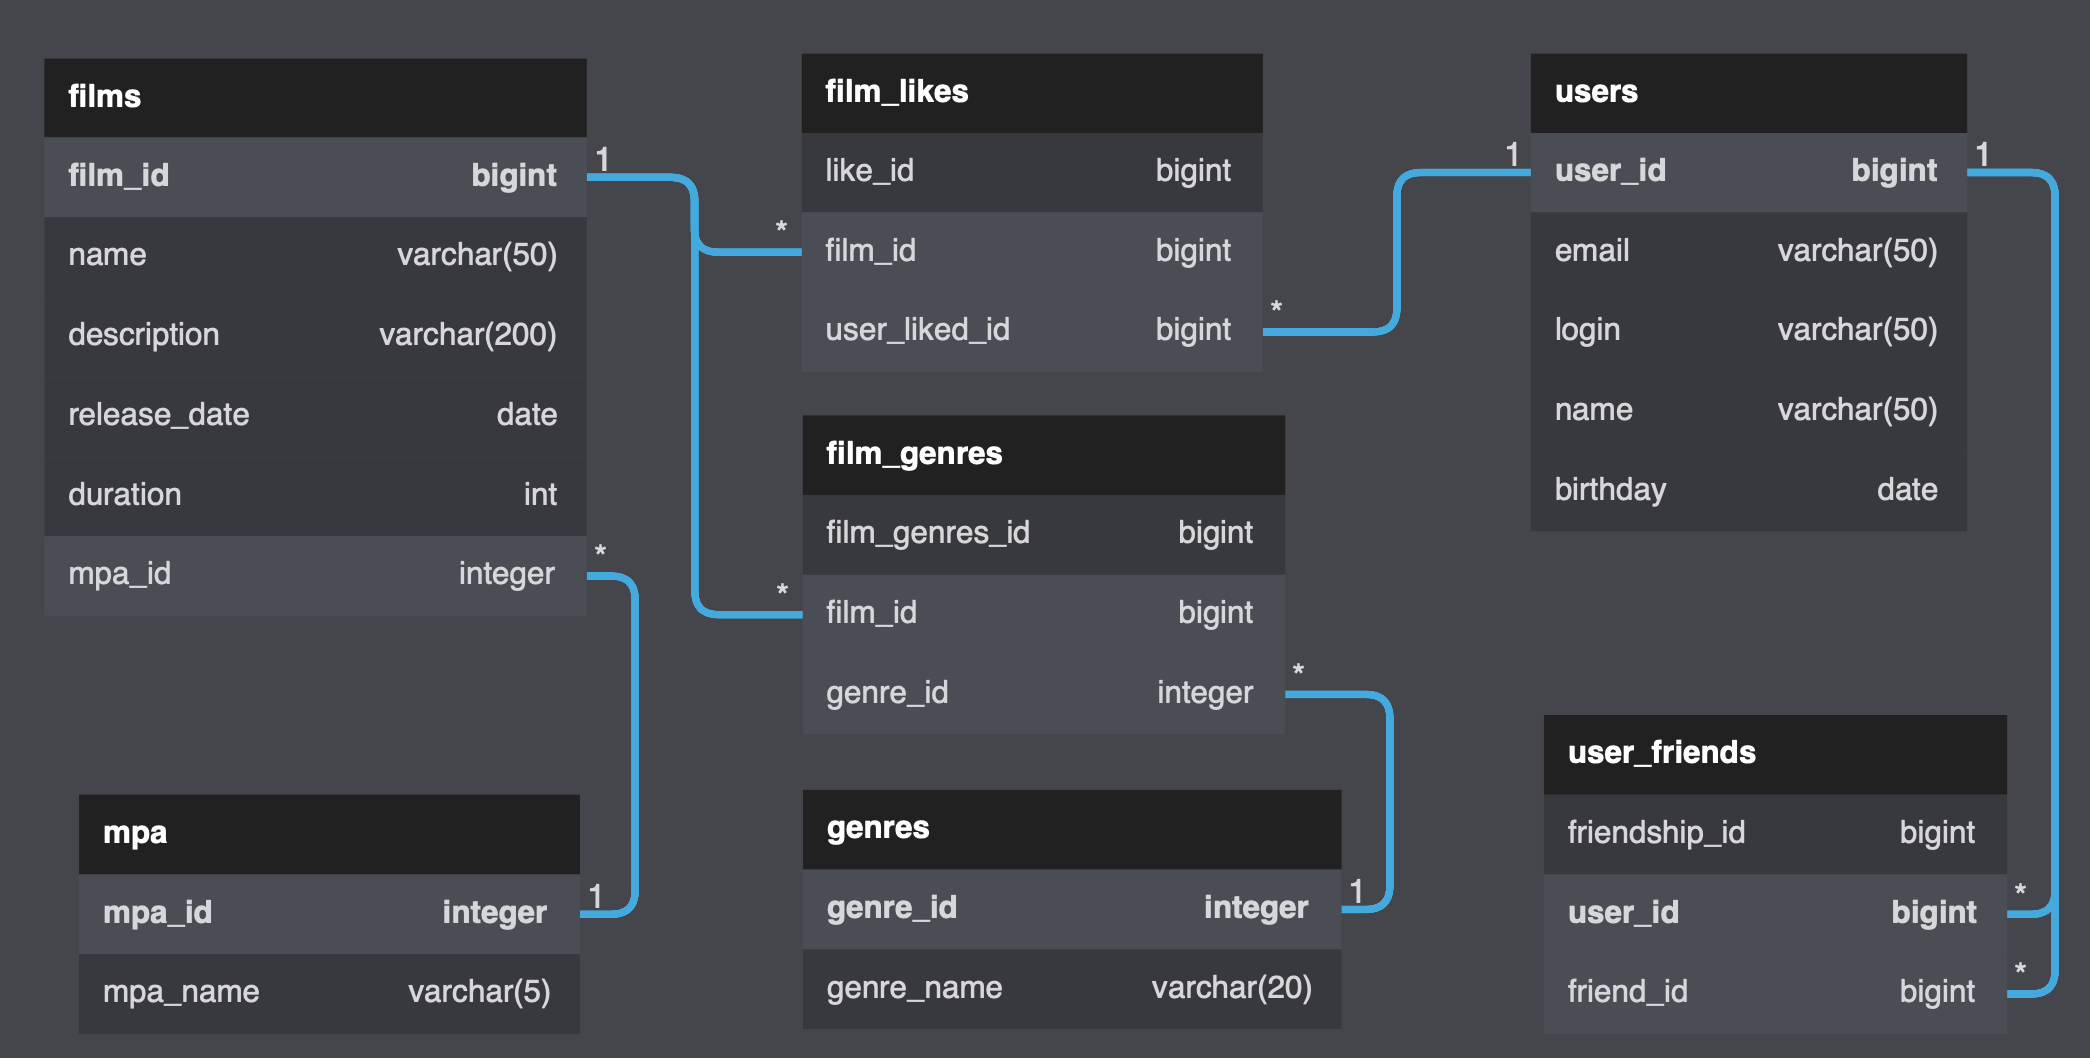 films
film_id bigint
name varchar(50)
description varchar(200)
release_date date
duration int
mpa_id integer
1
*
mpa
mpa_id integer
mpa_name varchar(5)
1
film_likes
like_id bigint
film_id bigint
user_liked_id bigint
*
*
film_genres
film_genres_id bigint
film_id bigint
genre_id integer
*
*
genres
genre_id integer
genre_name varchar(20)
1
users
user_id bigint
email varchar(50)
login varchar(50)
name varchar(50)
birthday date
1
1
user_friends
friendship_id bigint
user_id bigint
friend_id bigint
*
*